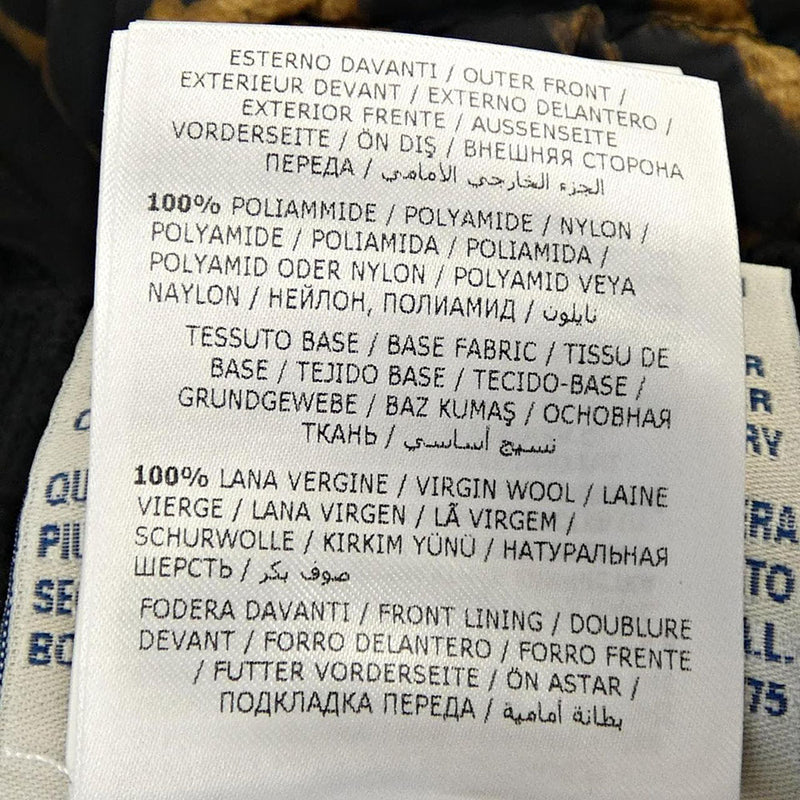 ESTERNO DAVANTI / OUTER FRONT /
EXTERIEUR DEVANT / EXTERNO DELANTERO /
EXTERIOR FRENTE / AUSSENSEITE
VORDERSEITE / ÖN DIŞ / ВНЕШНЯЯ СТОРОНА
ПЕРЕДА / الجزء الخارجي الأمامي
100% POLIAMMIDE / POLYAMIDE / NYLON /
POLYAMIDE / POLIAMIDA / POLIAMIDA /
POLYAMID ODER NYLON / POLYAMID VEYA
NAYLON / НЕЙЛОН, ПОЛИАМИД / نايلون
TESSUTO BASE / BASE FABRIC / TISSU DE
BASE / TEJIDO BASE / TECIDO-BASE /
GRUNDGEWEBE / BAZ KUMAŞ / ОСНОВНАЯ
ТКАНЬ / نسيج أساسي
100% LANA VERGINE / VIRGIN WOOL / LAINE
VIERGE / LANA VIRGEN / LÃ VIRGEM /
SCHURWOLLE / KIRKIM YÜNÜ / НАТУРАЛЬНАЯ
ШЕРСТЬ / صوف بكر
FODERA DAVANTI / FRONT LINING / DOUBLURE
DEVANT / FORRO DELANTERO / FORRO FRENTE
/ FUTTER VORDERSEITE / ÖN ASTAR /
ПОДКЛАДКА ПЕРЕДА / بطانة أمامية